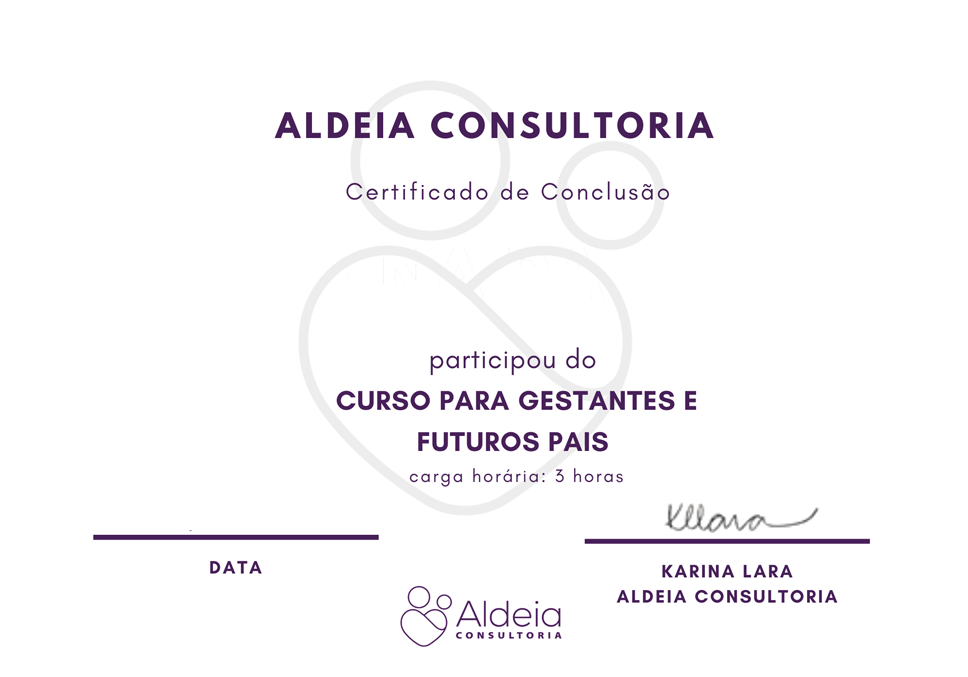 ALDEIA CONSULTORIA
Certificado de Conclusão
participou do
CURSO PARA GESTANTES E
FUTUROS PAIS
carga horária: 3 horas
KLLara
DATA
KARINA LARA
ALDEIA CONSULTORIA
Aldeia
CONSULTORIA